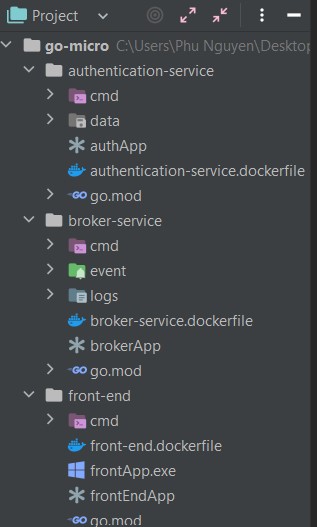 Project
go-micro C:\Users\Phu Nguyen\Desktop
authentication-service
cmd
data
authApp
authentication-service.dockerfile
go.mod
broker-service
cmd
event
logs
broker-service.dockerfile
brokerApp
go.mod
front-end
cmd
front-end.dockerfile
frontApp.exe
frontEndApp
go.mod